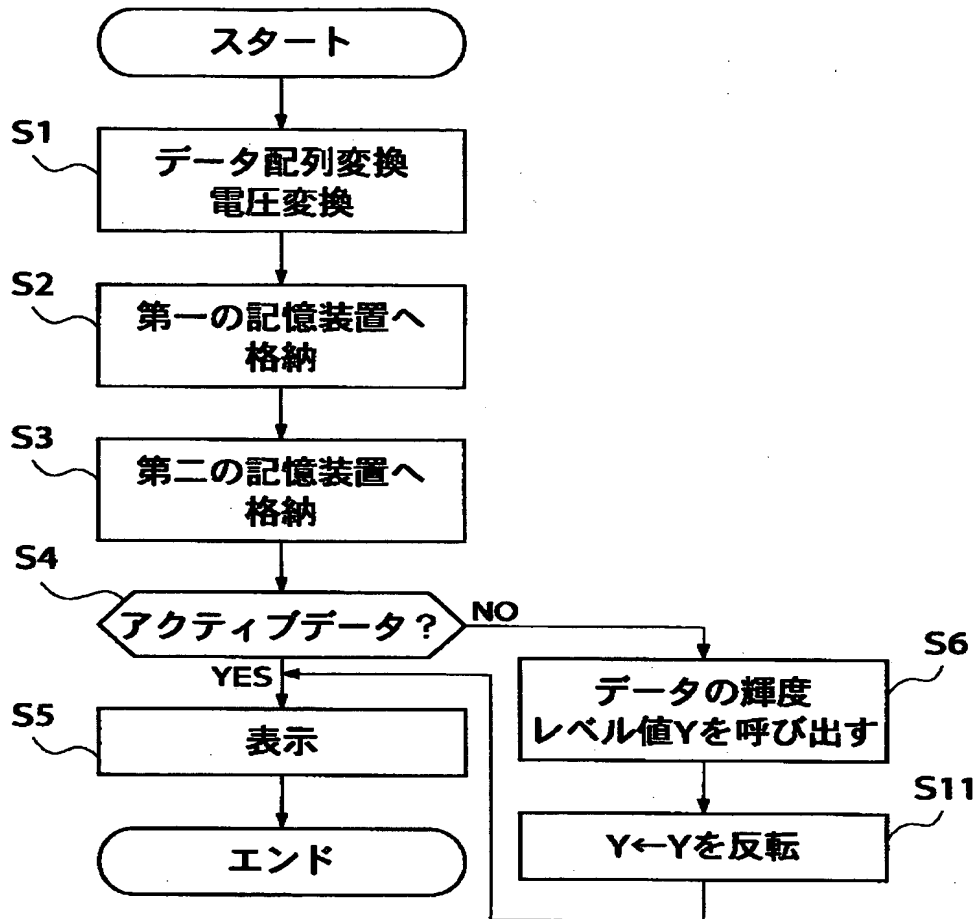 スタート
S1
データ配列変換
電圧変換
S2
第一の記憶装置へ
格納
S3
第二の記憶装置へ
格納
S4
アクティブデータ？
NO
YES
S5
表示
エンド
S6
データの輝度
レベル値Yを呼び出す
S11
Y←Yを反転